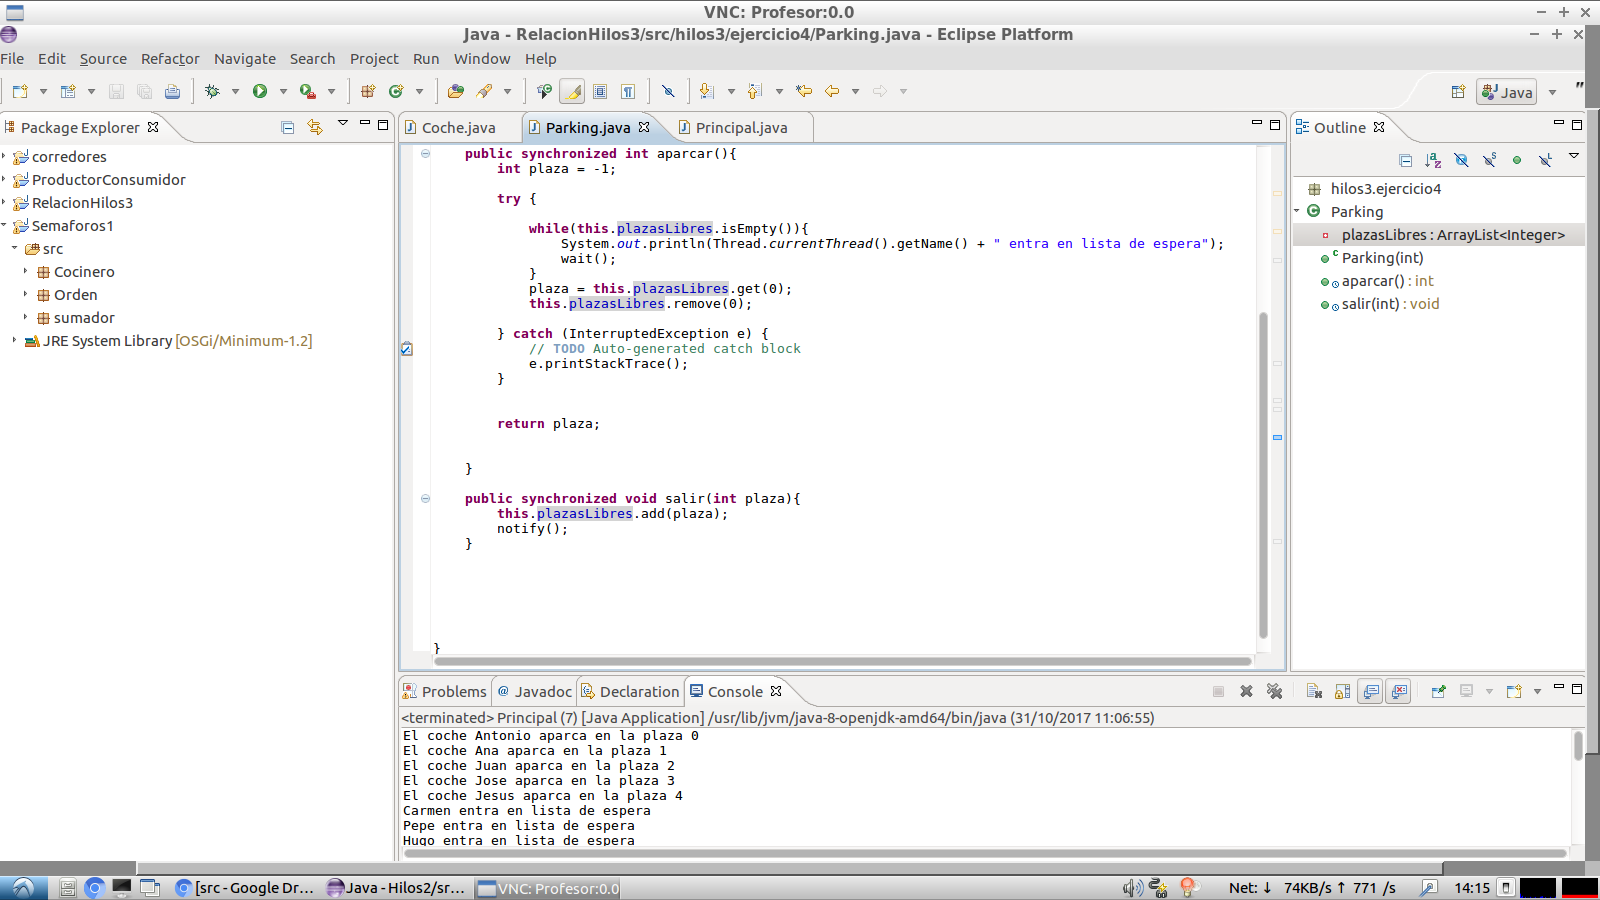 VNC: Profesor:0.0
Java - RelacionHilos3/src/hilos3/ejercicio4/Parking.java - Eclipse Platform
File Edit Source Refactor Navigate Search Project Run Window Help
Java
Package Explorer
corredores
ProductorConsumidor
RelacionHilos3
Semaforos1
src
Cocinero
Orden
sumador
JRE System Library [OSGi/Minimum-1.2]
Coche.java Parking.java Principal.java
public synchronized int aparcar(){
int plaza = -1;
try {
while(this.plazasLibres.isEmpty()){
System.out.println(Thread.currentThread().getName() + " entra en lista de espera");
wait();
}
plaza = this.plazasLibres.get(0);
this.plazasLibres.remove(0);
} catch (InterruptedException e) {
// TODO Auto-generated catch block
e.printStackTrace();
}
return plaza;
}
public synchronized void salir(int plaza){
this.plazasLibres.add(plaza);
notify();
}
}
Outline
hilos3.ejercicio4
Parking
plazasLibres : ArrayList<Integer>
Parking(int)
aparcar() : int
salir(int) : void
Problems Javadoc Declaration Console
<terminated> Principal (7) [Java Application] /usr/lib/jvm/java-8-openjdk-amd64/bin/java (31/10/2017 11:06:55)
El coche Antonio aparca en la plaza 0
El coche Ana aparca en la plaza 1
El coche Juan aparca en la plaza 2
El coche Jose aparca en la plaza 3
El coche Jesus aparca en la plaza 4
Carmen entra en lista de espera
Pepe entra en lista de espera
Hugo entra en lista de espera
[src - Google Dr... Java - Hilos2/sr... VNC: Profesor:0.0 Net: ↓ 74KB/s ↑ 771 /s 14:15